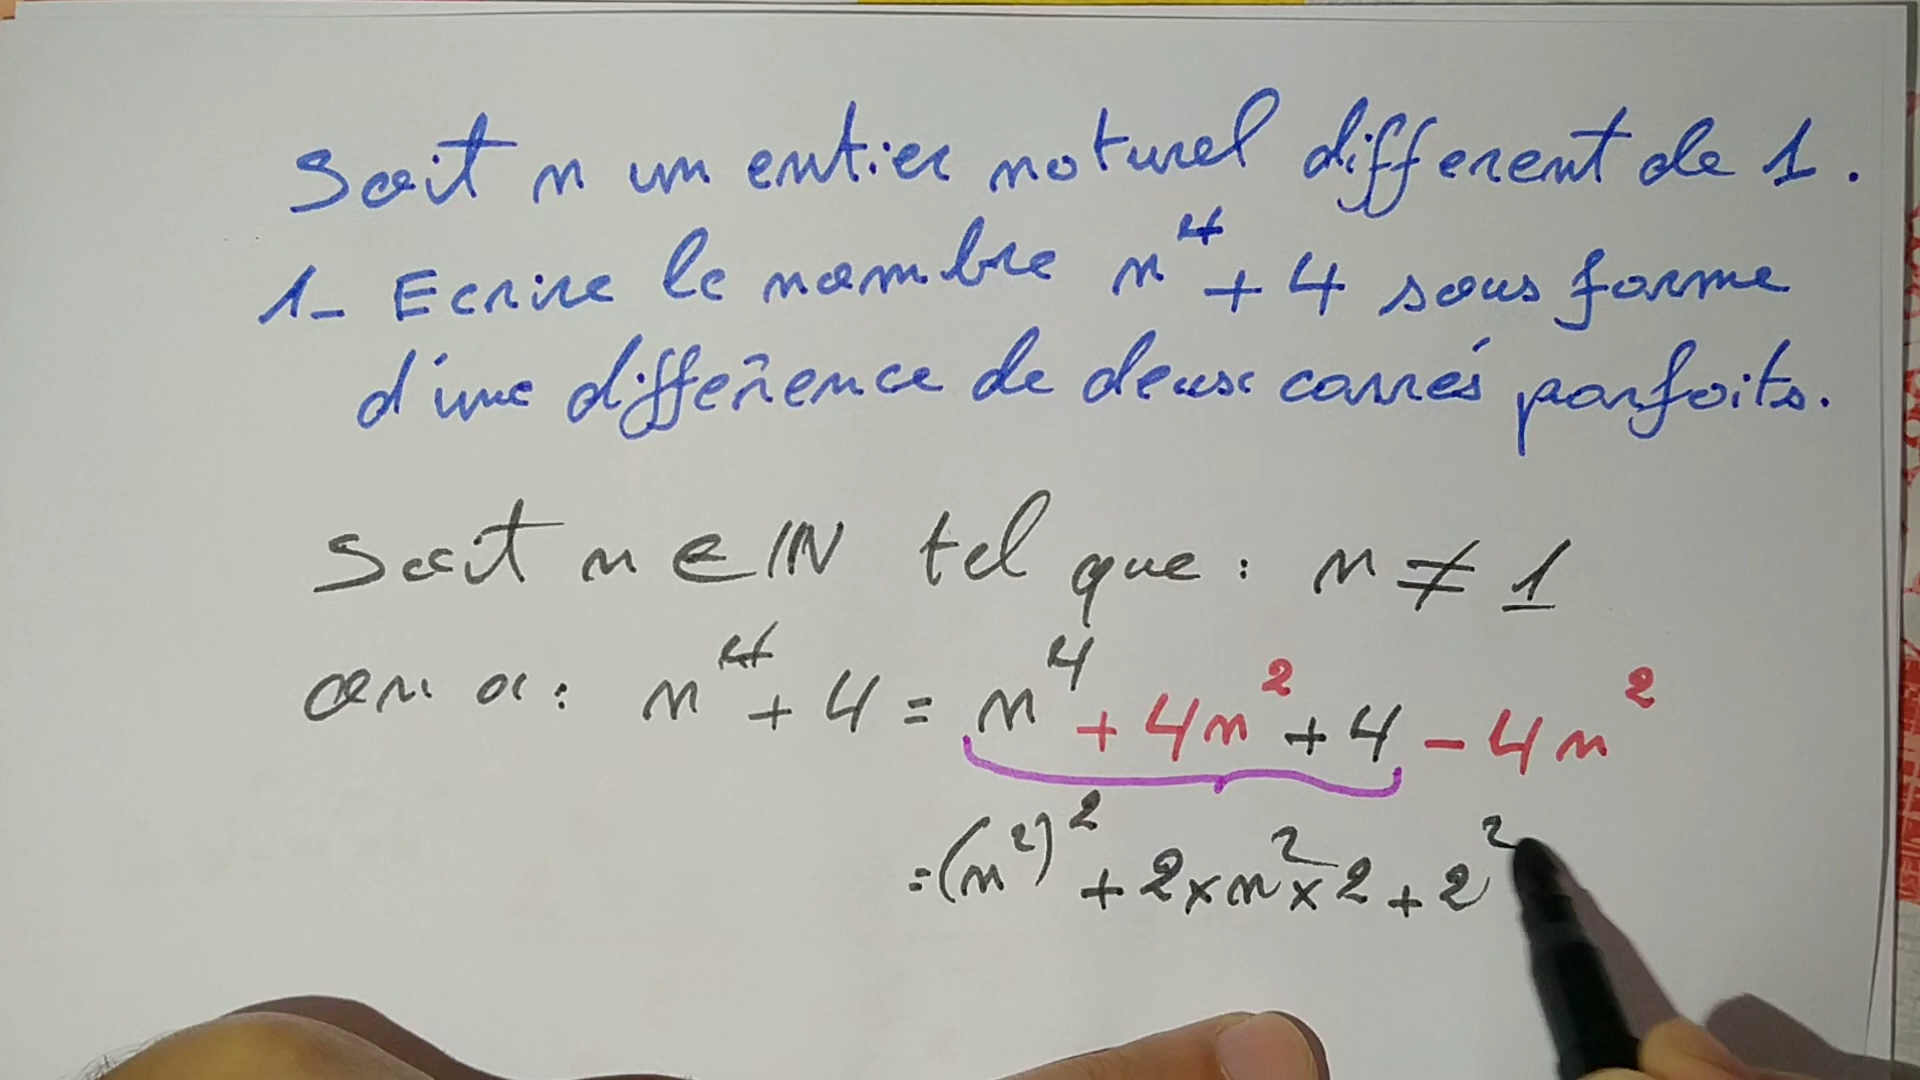 Soit n un entier naturel different de 1.
1- Ecrire le nombre n⁴ + 4 sous forme
d'une différence de deux carrés parfaits.
Soit n ∈ IN tel que : n ≠ 1
on a : n⁴ + 4 = n⁴ + 4n² + 4 - 4n²
= (n²)² + 2×n²×2 + 2²